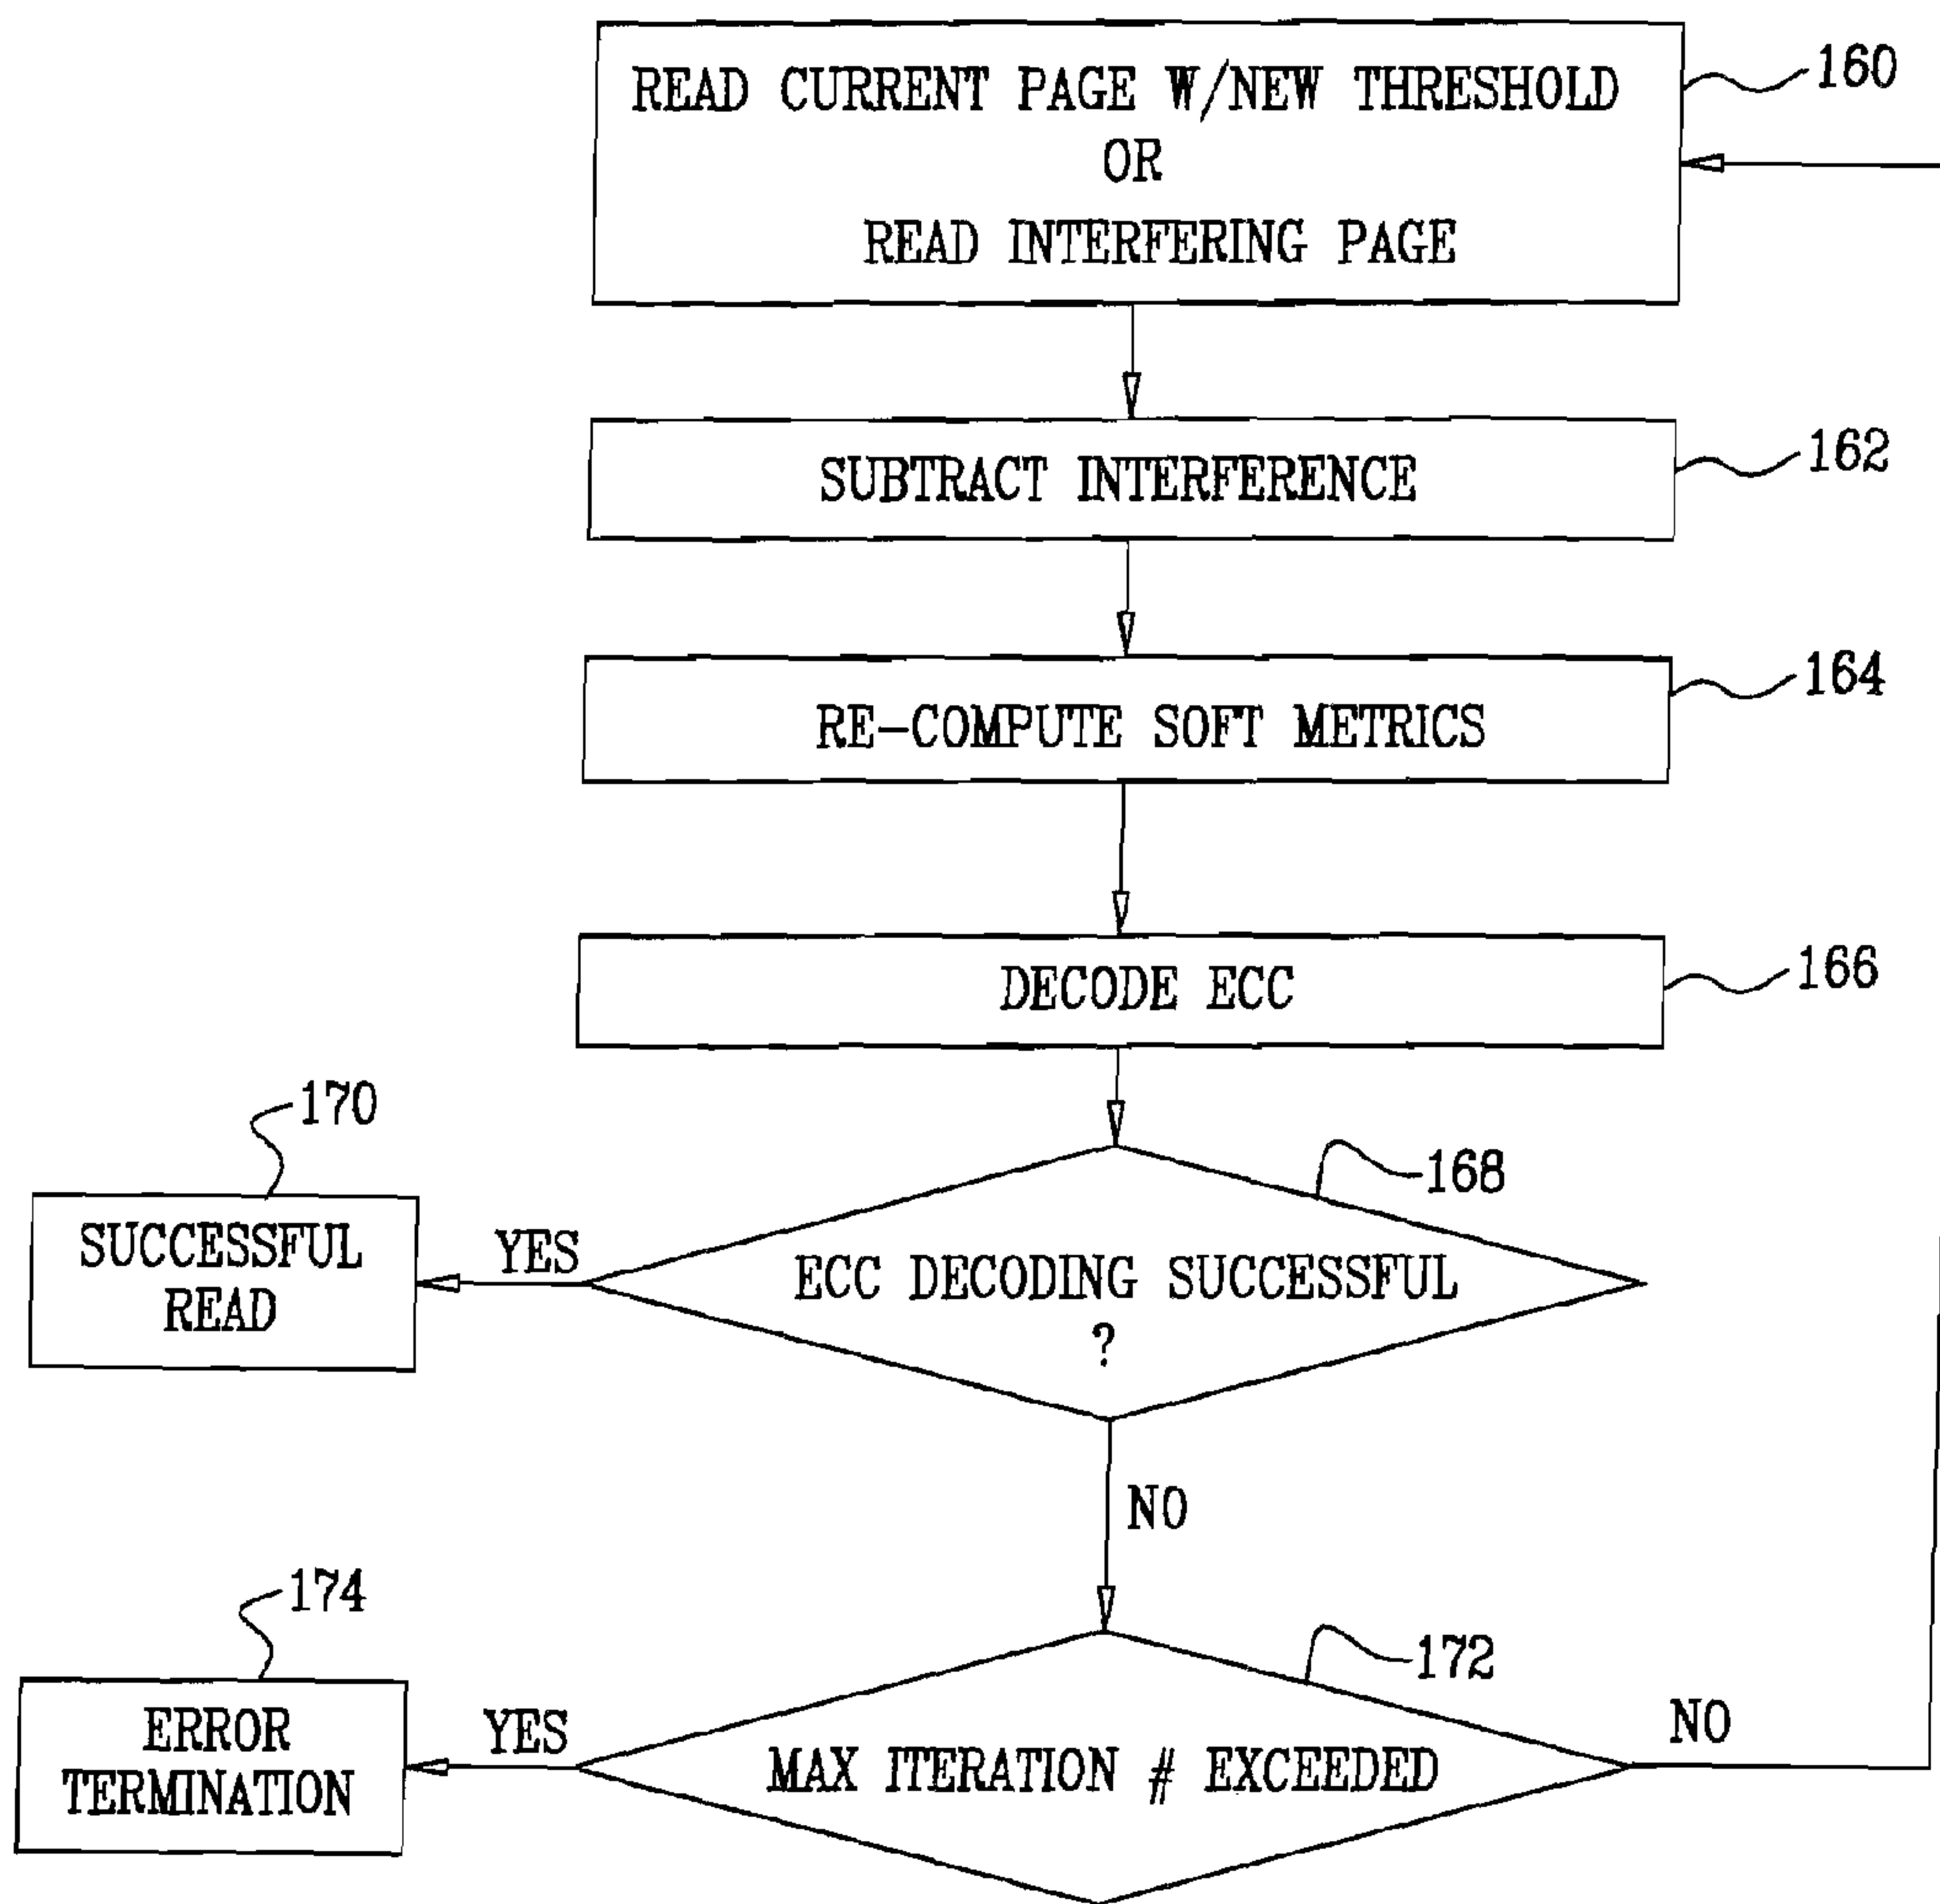 READ CURRENT PAGE W/NEW THRESHOLD
OR
READ INTERFERING PAGE
160
SUBTRACT INTERFERENCE
162
RE-COMPUTE SOFT METRICS
164
DECODE ECC
166
170
168
SUCCESSFUL
READ
YES
ECC DECODING SUCCESSFUL
?
NO
174
172
ERROR
TERMINATION
YES
MAX ITERATION # EXCEEDED
NO